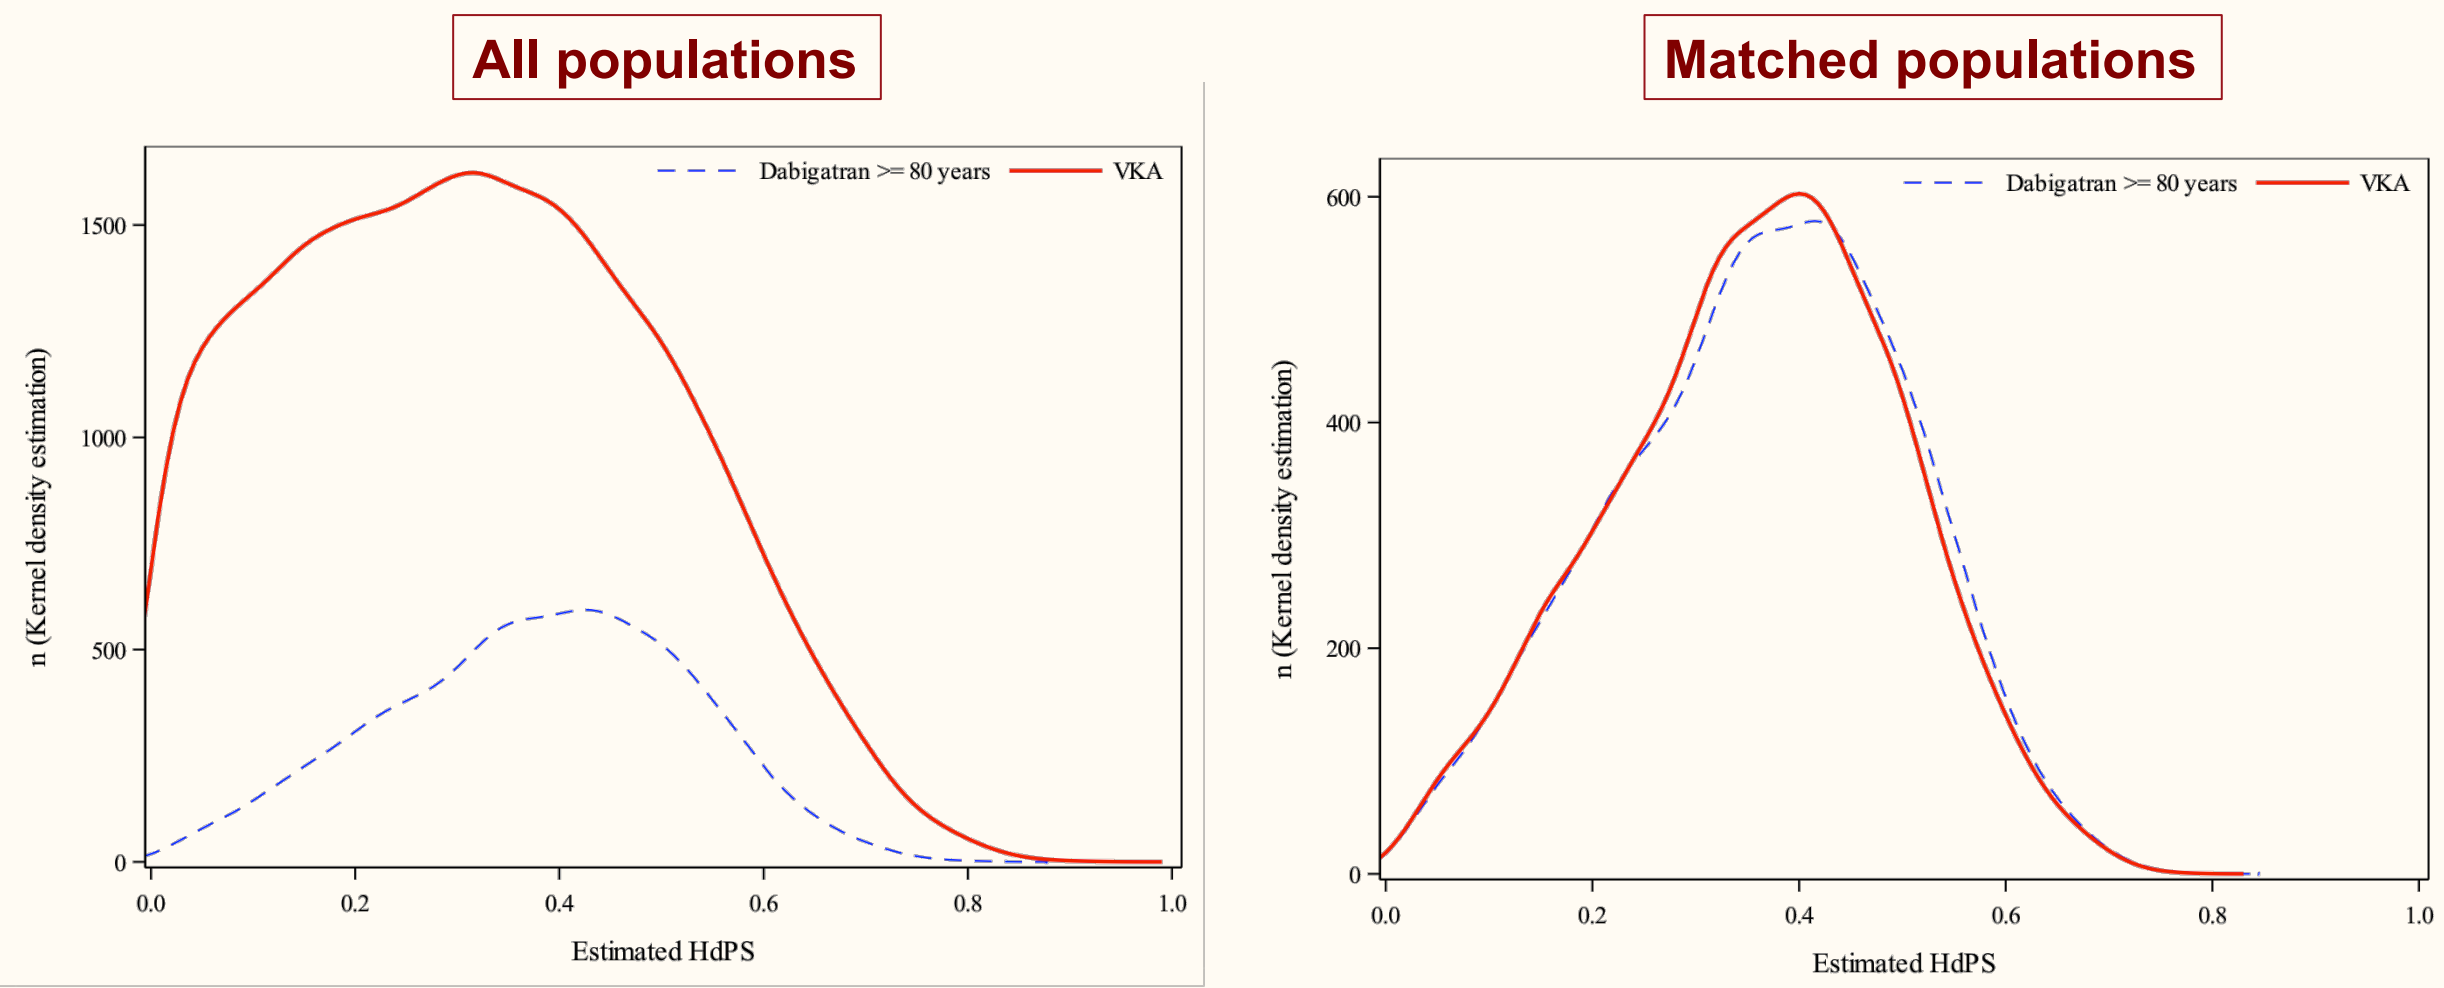 All populations
Dabigatran >= 80 years VKA
n (Kernel density estimation)
1500
1000
500
0
0.0 0.2 0.4 0.6 0.8 1.0
Estimated HdPS
Matched populations
Dabigatran >= 80 years VKA
n (Kernel density estimation)
600
400
200
0
0.0 0.2 0.4 0.6 0.8 1.0
Estimated HdPS